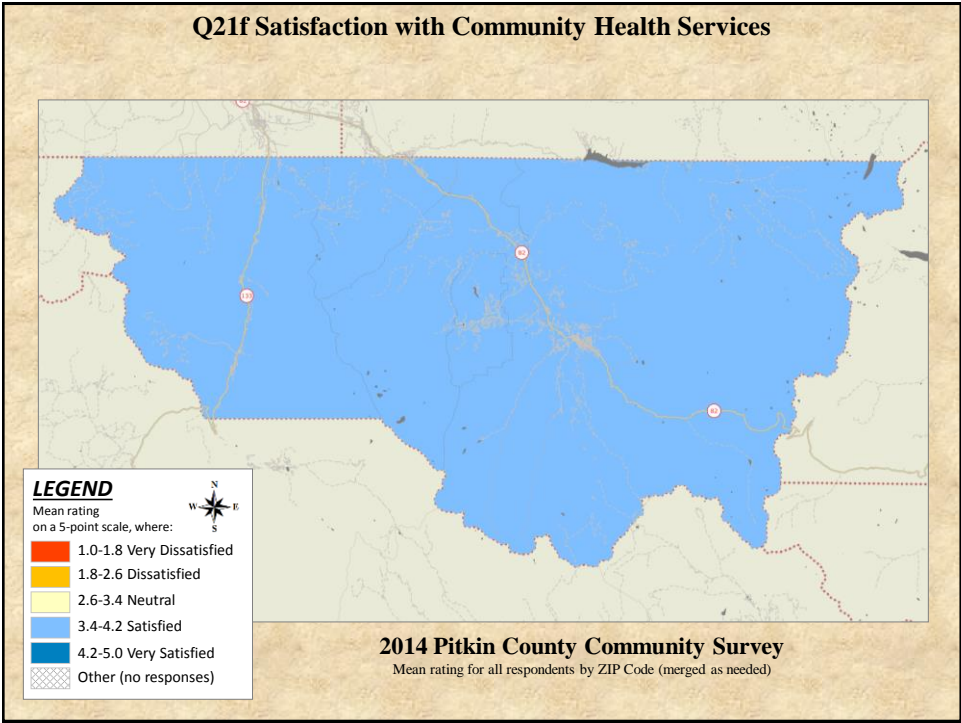 Q21f Satisfaction with Community Health Services
82
133
82
LEGEND
Mean rating
on a 5-point scale, where:
N
W E
S
1.0-1.8 Very Dissatisfied
1.8-2.6 Dissatisfied
2.6-3.4 Neutral
3.4-4.2 Satisfied
4.2-5.0 Very Satisfied
Other (no responses)
2014 Pitkin County Community Survey
Mean rating for all respondents by ZIP Code (merged as needed)